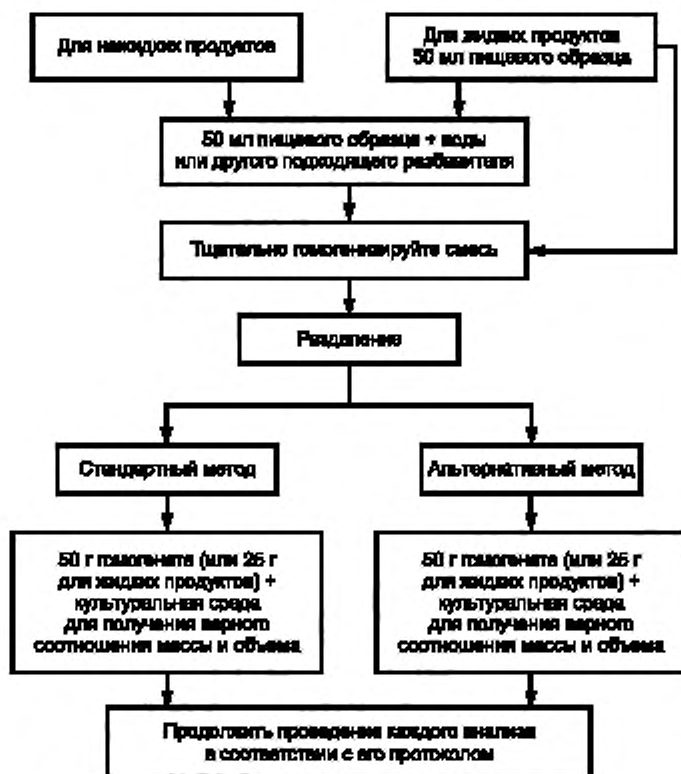 Для нежидких продуктов
Для жидких продуктов
50 мл пищевого образца
50 мл пищевого образца + воды
или другого подходящего разбавителя
Тщательно гомогенизируйте смесь
Разделение
Стандартный метод
Альтернативный метод
50 г гомогената (или 25 г
для жидких продуктов) +
культуральная среда
для получения верного
соотношения массы и объема
50 г гомогената (или 25 г
для жидких продуктов) +
культуральная среда
для получения верного
соотношения массы и объема
Продолжить проведение каждого анализа
в соответствии с его протоколом